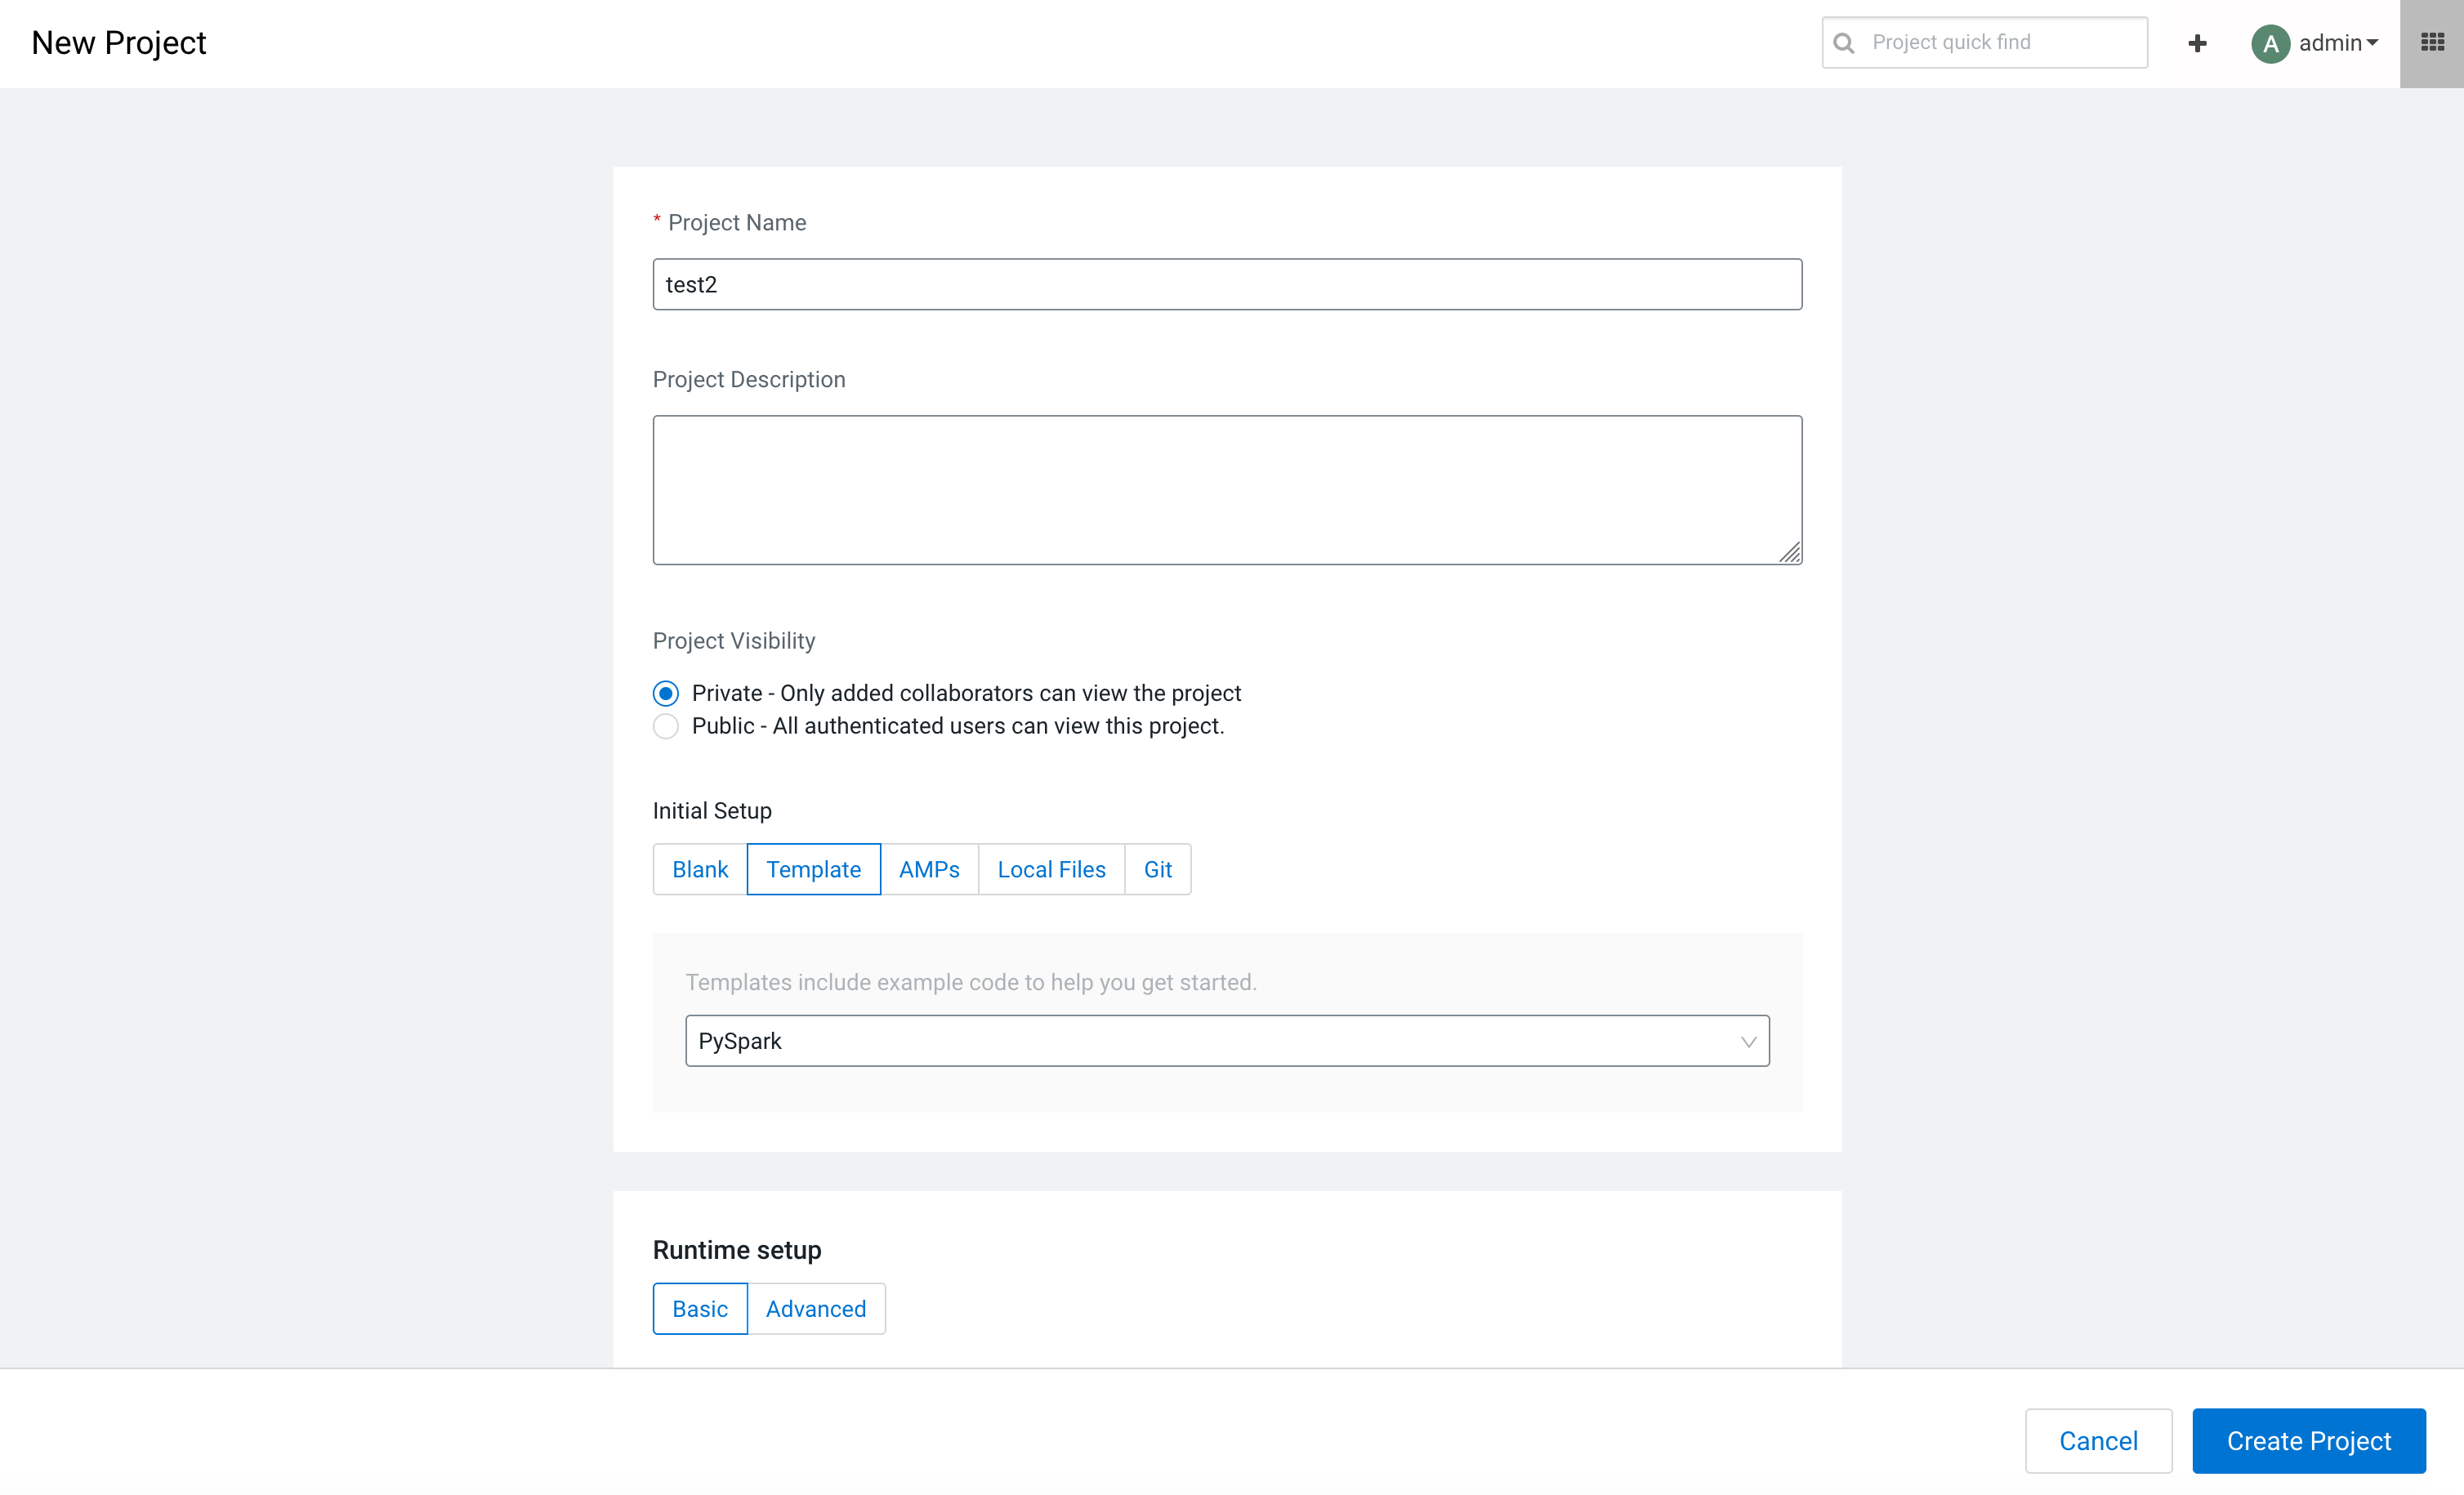 New Project
Project quick find
A admin
* Project Name
test2
Project Description
Project Visibility
Private - Only added collaborators can view the project
Public - All authenticated users can view this project.
Initial Setup
Blank Template AMPs Local Files Git
Templates include example code to help you get started.
PySpark
Runtime setup
Basic Advanced
Cancel Create Project